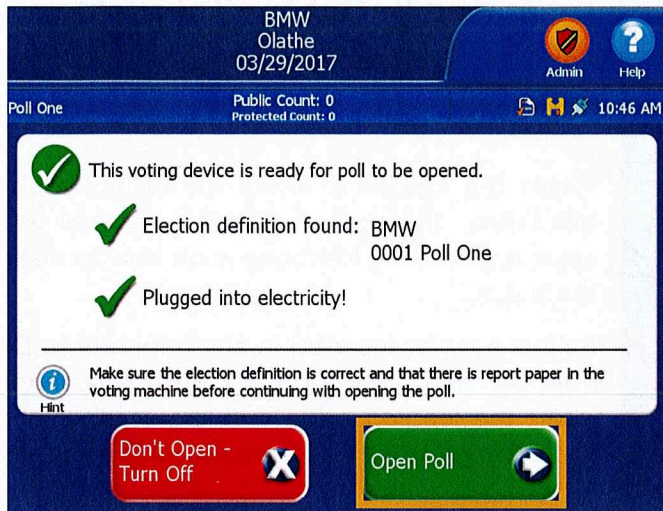 BMW
Olathe
03/29/2017
Admin
Help
Poll One
Public Count: 0
Protected Count: 0
10:46 AM
This voting device is ready for poll to be opened.
Election definition found: BMW
0001 Poll One
Plugged into electricity!
Hint
Make sure the election definition is correct and that there is report paper in the
voting machine before continuing with opening the poll.
Don't Open -
Turn Off
X
Open Poll